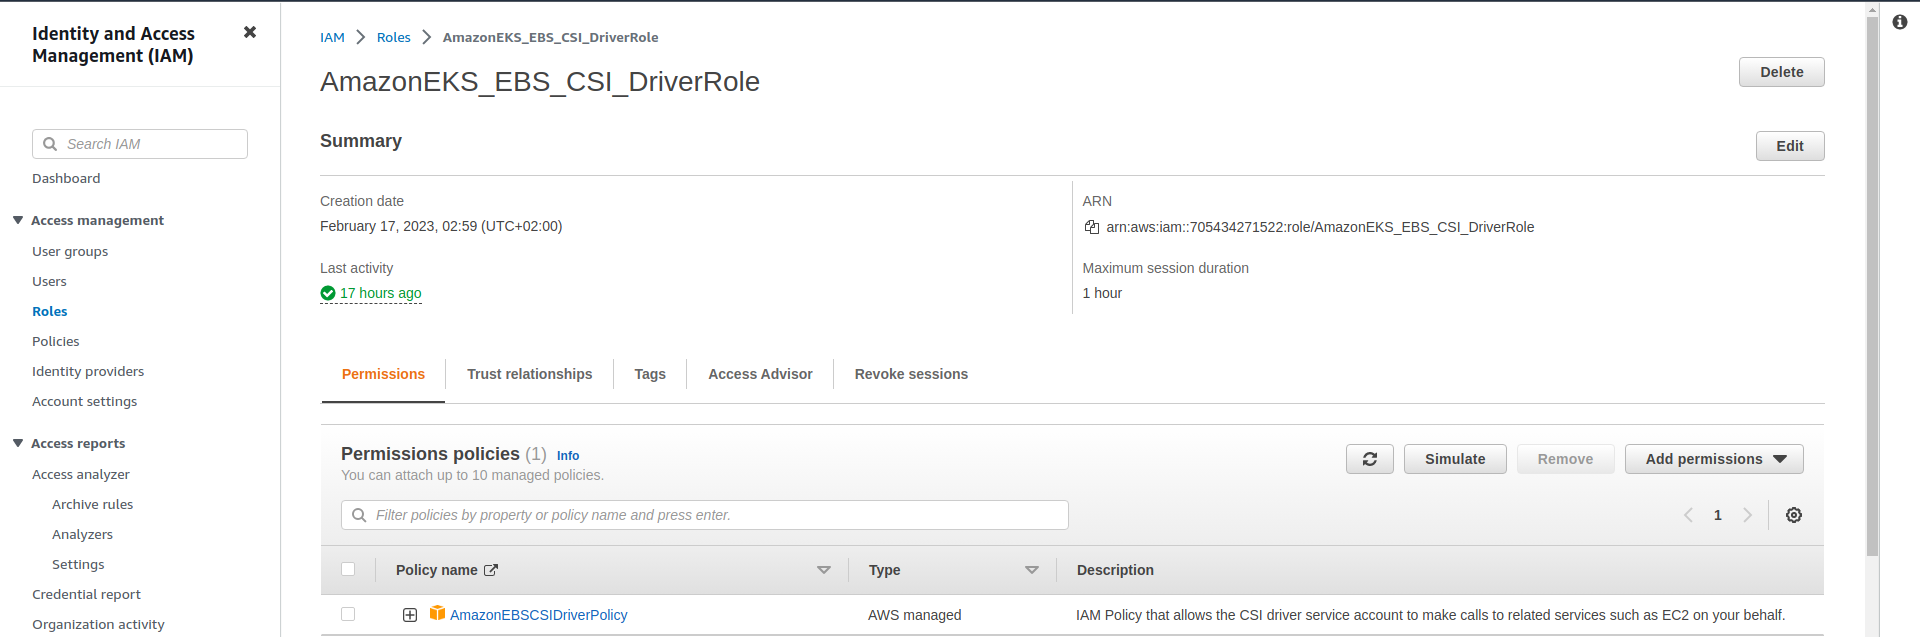 Identity and Access
Management (IAM)
Search IAM
Dashboard
Access management
User groups
Users
Roles
Policies
Identity providers
Account settings
Access reports
Access analyzer
Archive rules
Analyzers
Settings
Credential report
Organization activity
IAM > Roles > AmazonEKS_EBS_CSI_DriverRole
AmazonEKS_EBS_CSI_DriverRole
Delete
Summary
Edit
Creation date
February 17, 2023, 02:59 (UTC+02:00)
Last activity
17 hours ago
ARN
arn:aws:iam::705434271522:role/AmazonEKS_EBS_CSI_DriverRole
Maximum session duration
1 hour
Permissions Trust relationships Tags Access Advisor Revoke sessions
Permissions policies (1) Info
You can attach up to 10 managed policies.
Simulate Remove Add permissions
Filter policies by property or policy name and press enter.
1
Policy name Type Description
AmazonEBSCSIDriverPolicy AWS managed IAM Policy that allows the CSI driver service account to make calls to related services such as EC2 on your behalf.